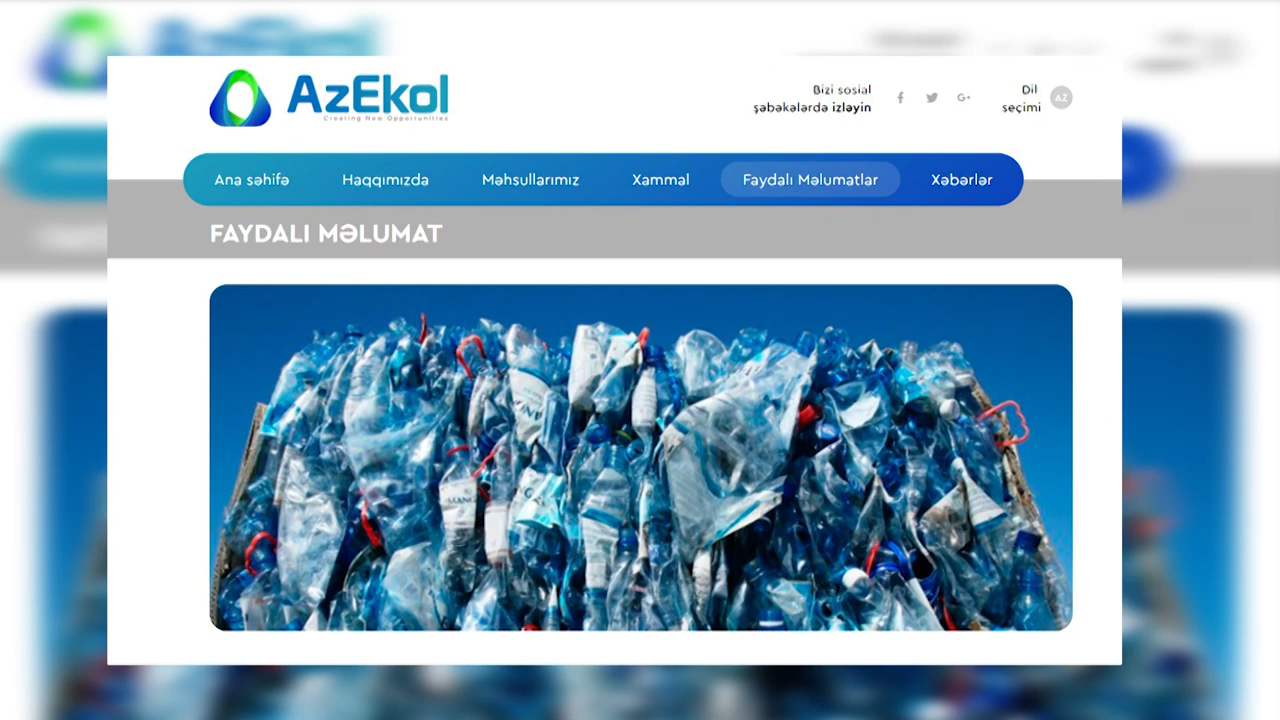 AzEkol
Creating New Opportunities
Bizi sosial
şəbəkələrdə izləyin
Dil
seçimi
AZ
Ana səhifə
Haqqımızda
Məhsullarımız
Xammal
Faydalı Məlumatlar
Xəbərlər
FAYDALI MƏLUMAT